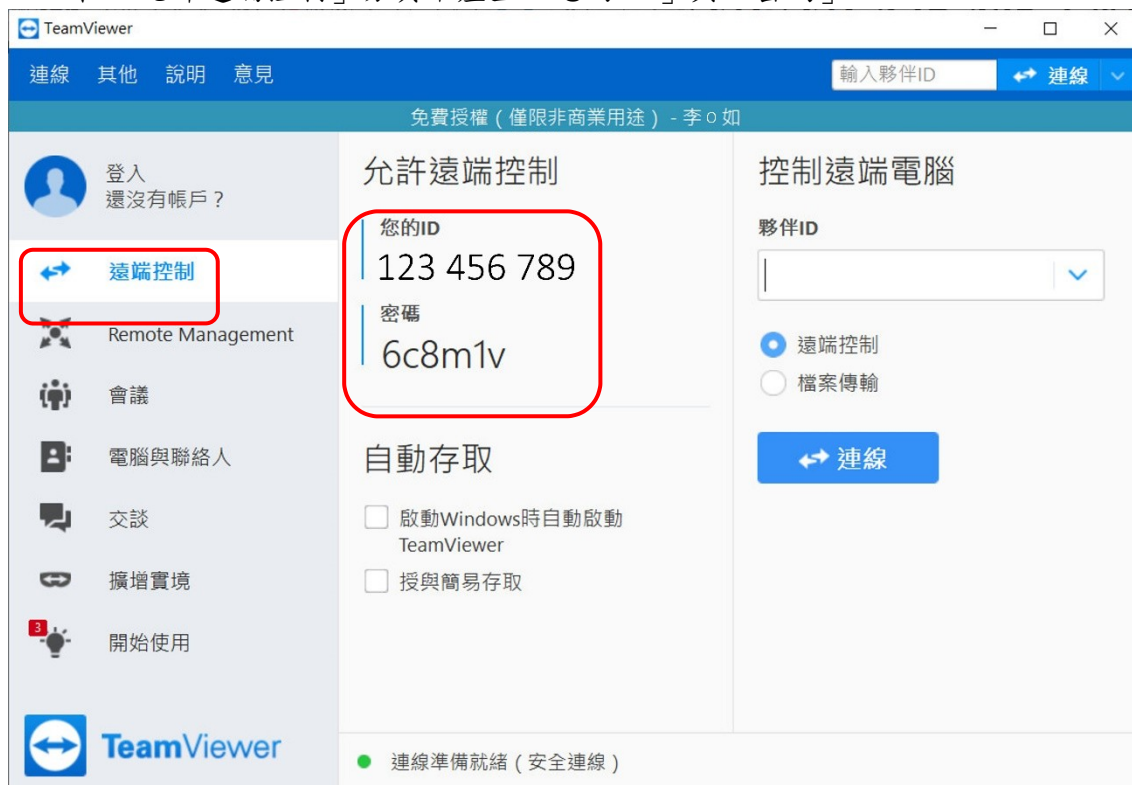 TeamViewer
連線 其他 說明 意見
輸入夥伴ID
連線
免費授權(僅限非商業用途) - 李○如
登入
還沒有帳戶?
遠端控制
Remote Management
會議
電腦與聯絡人
交談
擴增實境
3
開始使用
TeamViewer
允許遠端控制
您的ID
123 456 789
密碼
6c8m1v
自動存取
啟動Windows時自動啟動
TeamViewer
授與簡易存取
控制遠端電腦
夥伴ID
遠端控制
檔案傳輸
連線
連線準備就緒(安全連線)